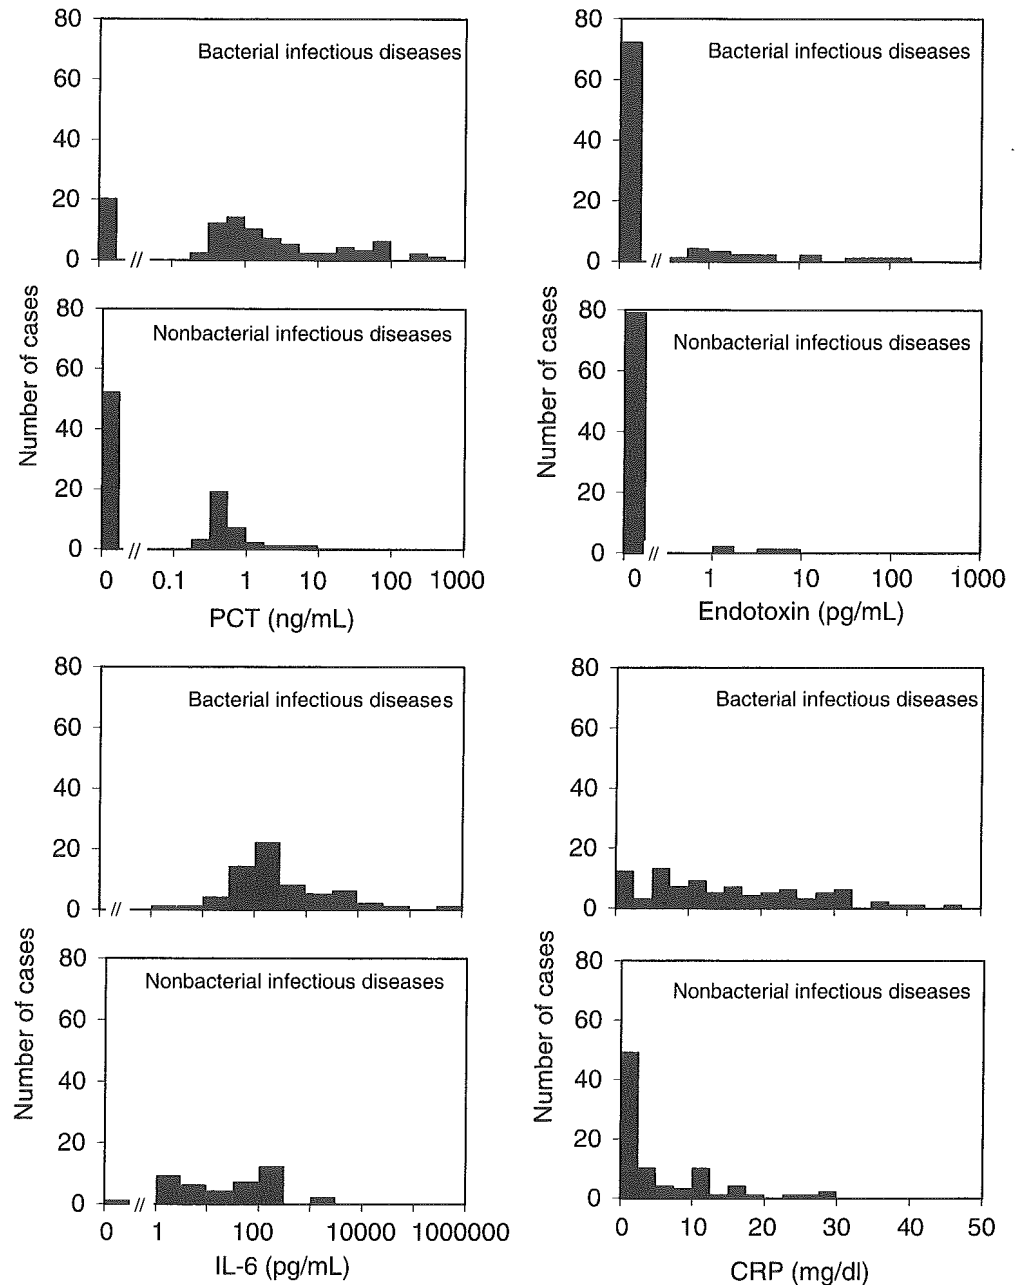 80
60
40
20
0
Bacterial infectious diseases
//
80
60
40
20
0
Bacterial infectious diseases
//
Number of cases
80
60
40
20
0
Nonbacterial infectious diseases
//
0 0.1 1 10 100 1000
PCT (ng/mL)
Number of cases
80
60
40
20
0
Nonbacterial infectious diseases
//
0 1 10 100 1000
Endotoxin (pg/mL)
80
60
40
20
0
Bacterial infectious diseases
//
80
60
40
20
0
Bacterial infectious diseases
Number of cases
80
60
40
20
0
Nonbacterial infectious diseases
//
0 1 100 10000 1000000
IL-6 (pg/mL)
Number of cases
80
60
40
20
0
Nonbacterial infectious diseases
0 10 20 30 40 50
CRP (mg/dl)